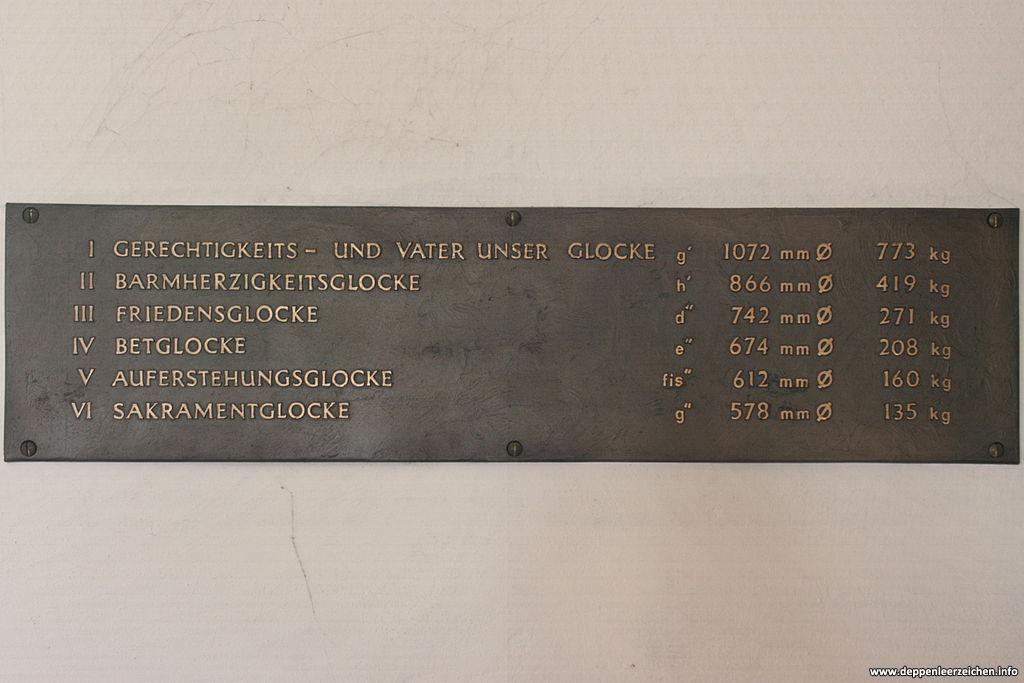 I GERECHTIGKEITS - UND VATER UNSER GLOCKE g' 1072 mm Ø 773 kg
II BARMHERZIGKEITSGLOCKE h' 866 mm Ø 419 kg
III FRIEDENSGLOCKE d" 742 mm Ø 271 kg
IV BETGLOCKE e" 674 mm Ø 208 kg
V AUFERSTEHUNGSGLOCKE fis" 612 mm Ø 160 kg
VI SAKRAMENTGLOCKE g" 578 mm Ø 135 kg
www.deppenleerzeichen.info